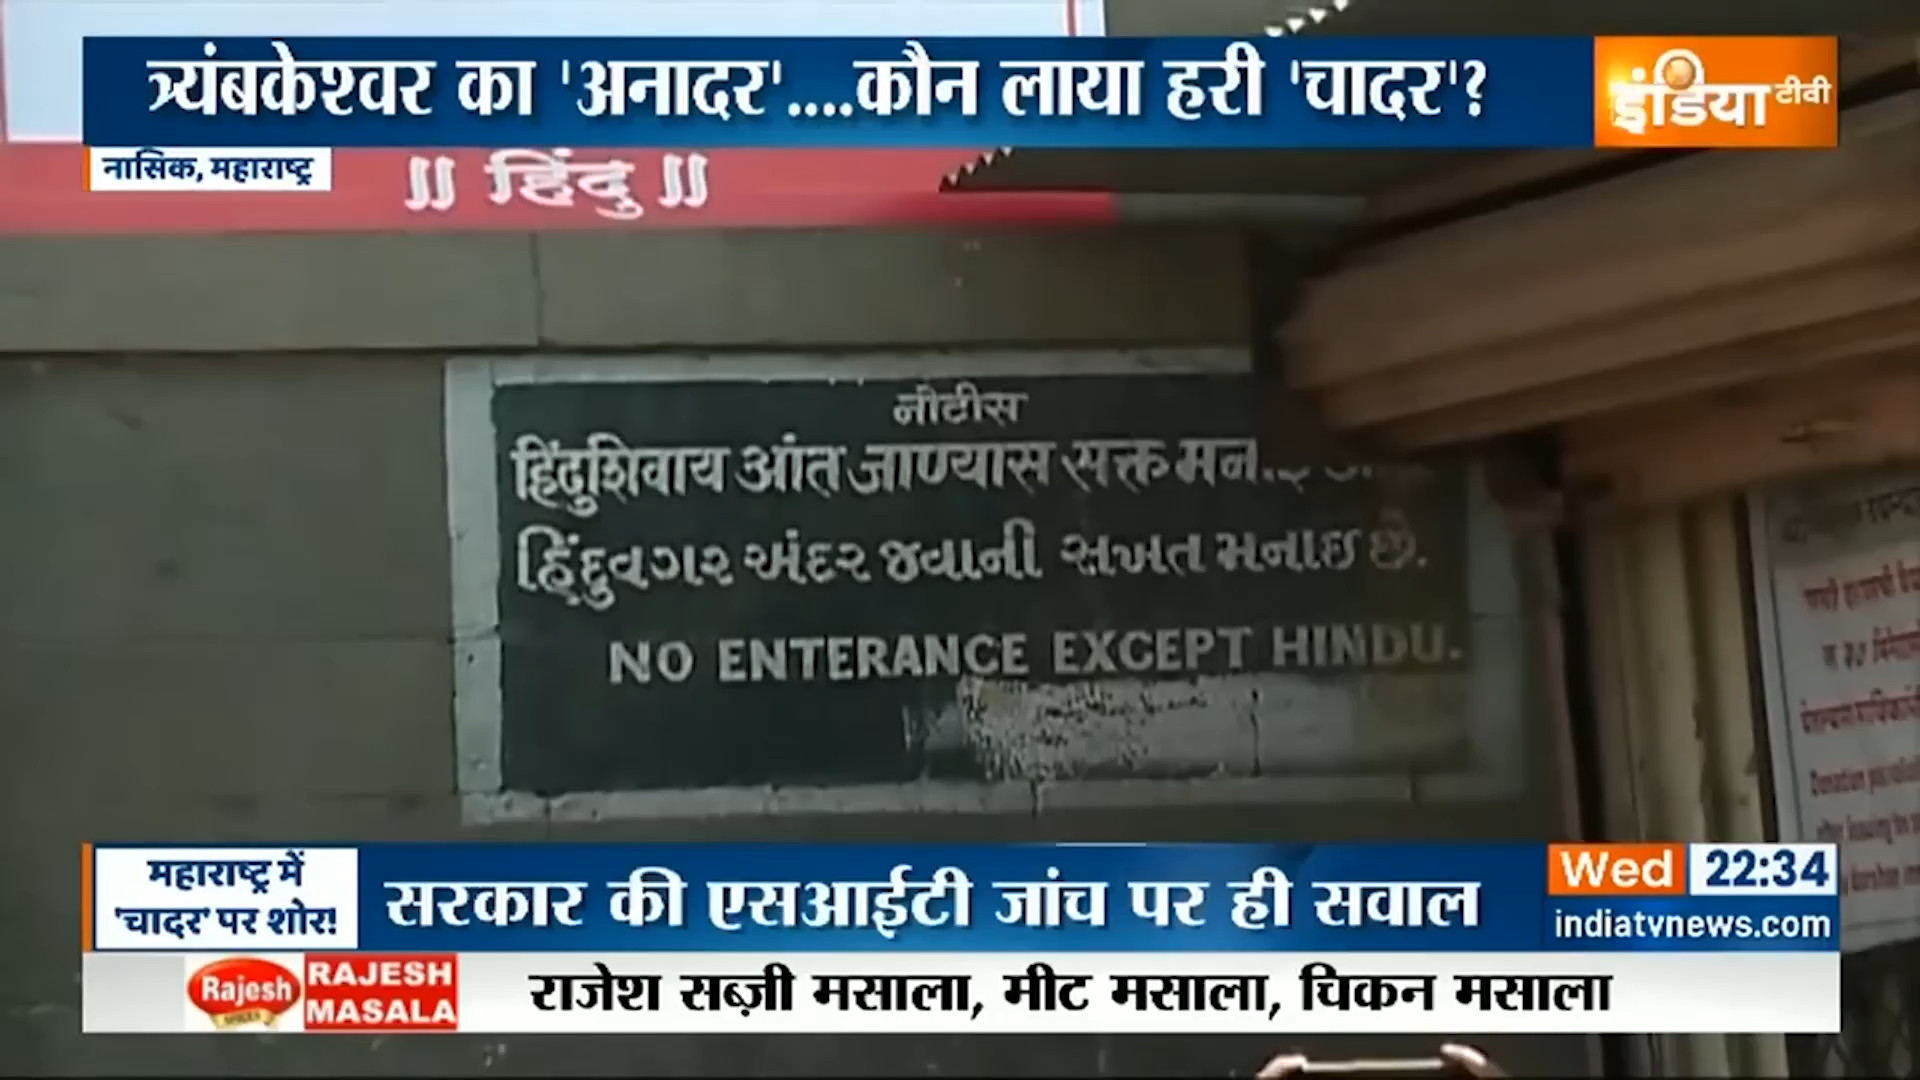 त्र्यंबकेश्वर का 'अनादर'....कौन लाया हरी 'चादर'?
इंडिया टीवी
नासिक, महाराष्ट्र
॥ हिंदु ॥
नोटीस
हिंदुशिवाय आंत जाण्यास सक्त
હિંદુવગર અંદર જવાની સખત મનાઇ છે.
NO ENTERANCE EXCEPT HINDU.
महाराष्ट्र में
'चादर' पर शोर!
सरकार की एसआईटी जांच पर ही सवाल
Wed 22:34
indiatvnews.com
Rajesh
RAJESH
MASALA
राजेश सब्ज़ी मसाला, मीट मसाला, चिकन मसाला